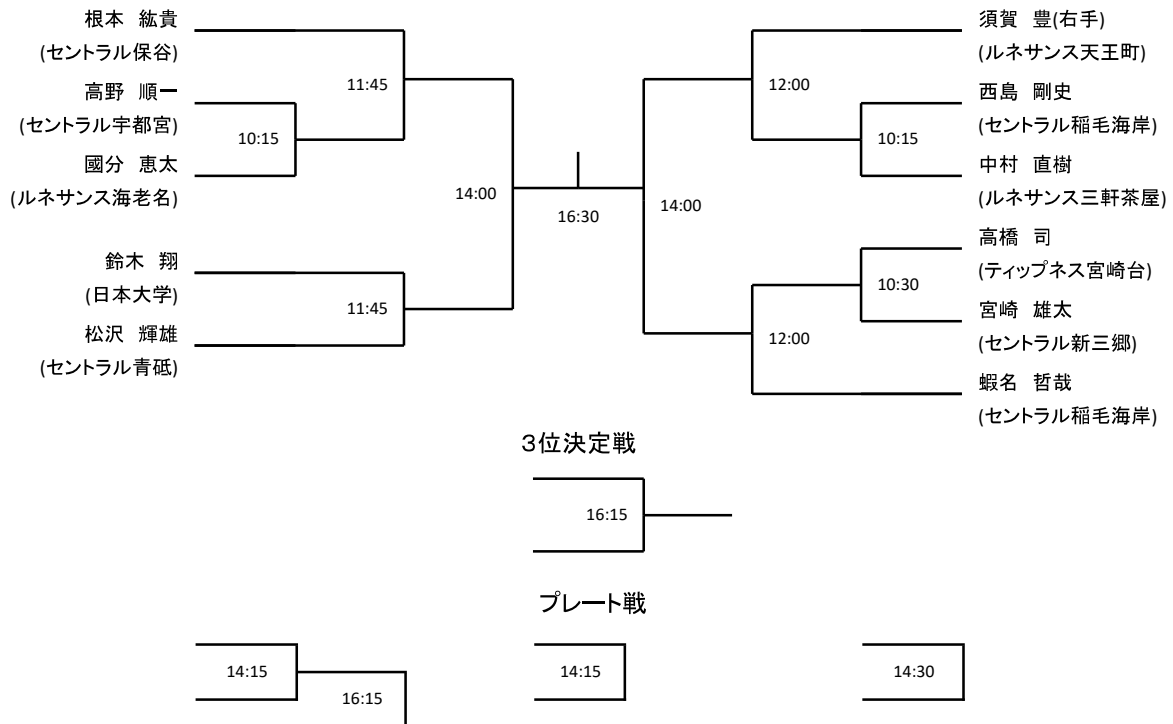 根本 紘貴
(セントラル保谷)
高野 順一
(セントラル宇都宮)
國分 恵太
(ルネサンス海老名)
鈴木 翔
(日本大学)
松沢 輝雄
(セントラル青砥)
11:45
10:15
14:00
11:45
16:30
14:00
12:00
10:15
10:30
12:00
須賀 豊(右手)
(ルネサンス天王町)
西島 剛史
(セントラル稲毛海岸)
中村 直樹
(ルネサンス三軒茶屋)
高橋 司
(ティップネス宮崎台)
宮崎 雄太
(セントラル新三郷)
蝦名 哲哉
(セントラル稲毛海岸)
3位決定戦
16:15
プレート戦
14:15
16:15
14:15
14:30